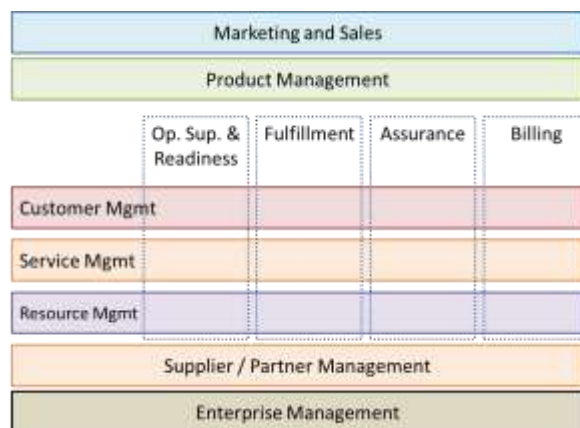 Marketing and Sales
Product Management
Op. Sup. &
Readiness
Fulfillment
Assurance
Billing
Customer Mgmt
Service Mgmt
Resource Mgmt
Supplier / Partner Management
Enterprise Management